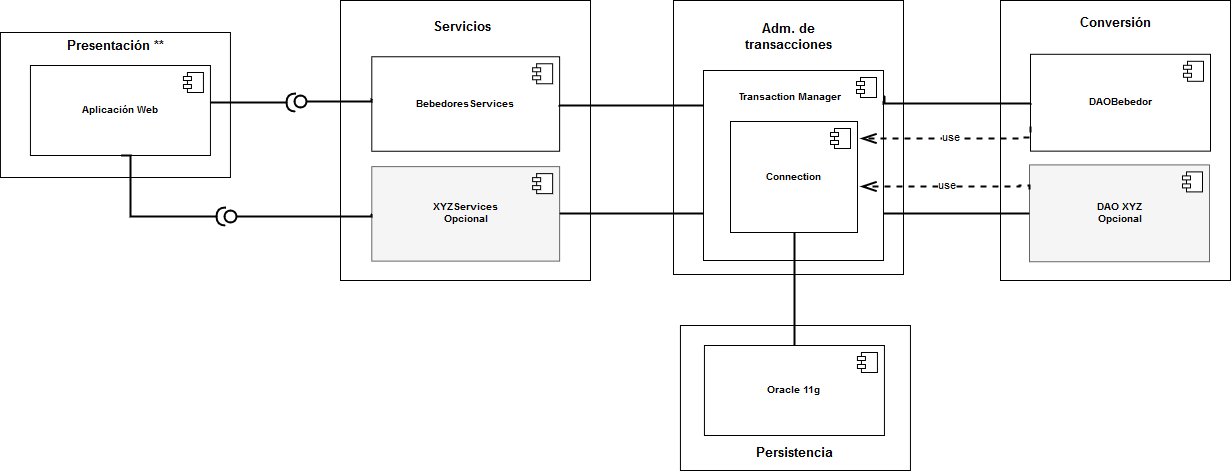 Presentación **
Aplicación Web
Servicios
BebedoresServices
XYZServices
Opcional
Adm. de
transacciones
Transaction Manager
Connection
Conversión
DAOBebedor
use
use
DAO XYZ
Opcional
Oracle 11g
Persistencia